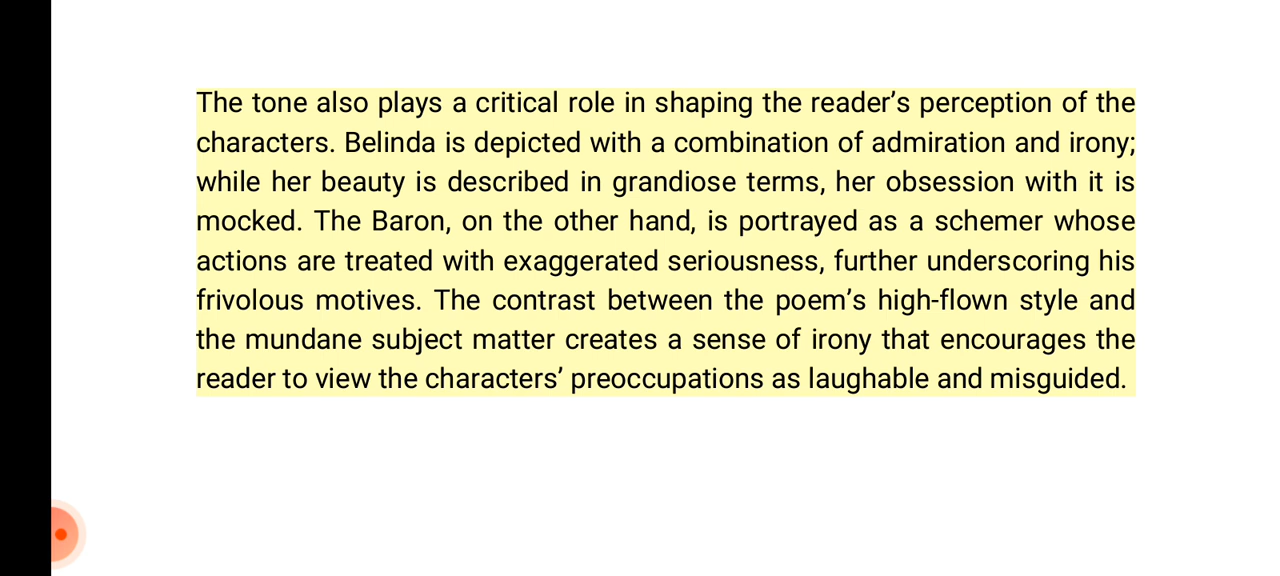 The tone also plays a critical role in shaping the reader’s perception of the
characters. Belinda is depicted with a combination of admiration and irony;
while her beauty is described in grandiose terms, her obsession with it is
mocked. The Baron, on the other hand, is portrayed as a schemer whose
actions are treated with exaggerated seriousness, further underscoring his
frivolous motives. The contrast between the poem’s high-flown style and
the mundane subject matter creates a sense of irony that encourages the
reader to view the characters’ preoccupations as laughable and misguided.